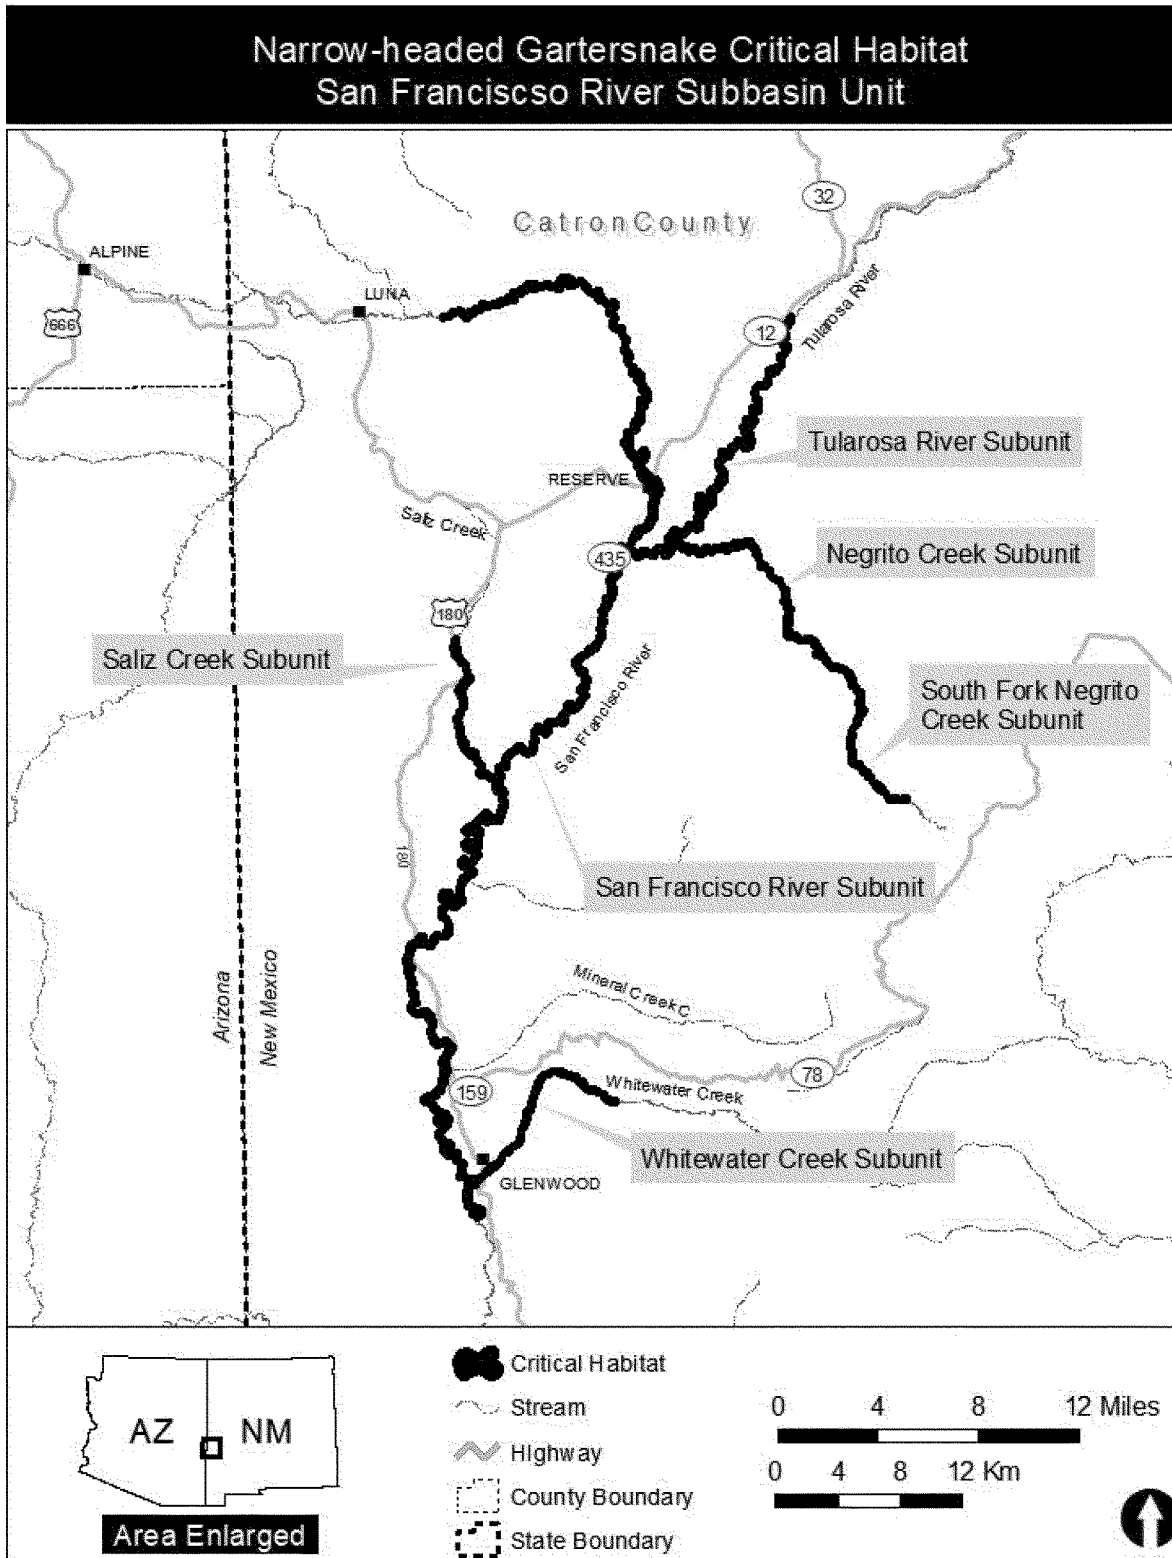 Narrow-headed Gartersnake Critical Habitat
San Franciscso River Subbasin Unit
32
Catron County
ALPINE
LUNA
Tularosa River
666
12
Tularosa River Subunit
RESERVE
Saliz Creek
435
Negrito Creek Subunit
180
Saliz Creek Subunit
San Francisco River
South Fork Negrito
Creek Subunit
180
San Francisco River Subunit
Arizona
New Mexico
Mineral Creek C
159
78
Whitewater Creek
Whitewater Creek Subunit
GLENWOOD
AZ
NM
Area Enlarged
Critical Habitat
Stream
Highway
County Boundary
State Boundary
0 4 8 12 Miles
0 4 8 12 Km